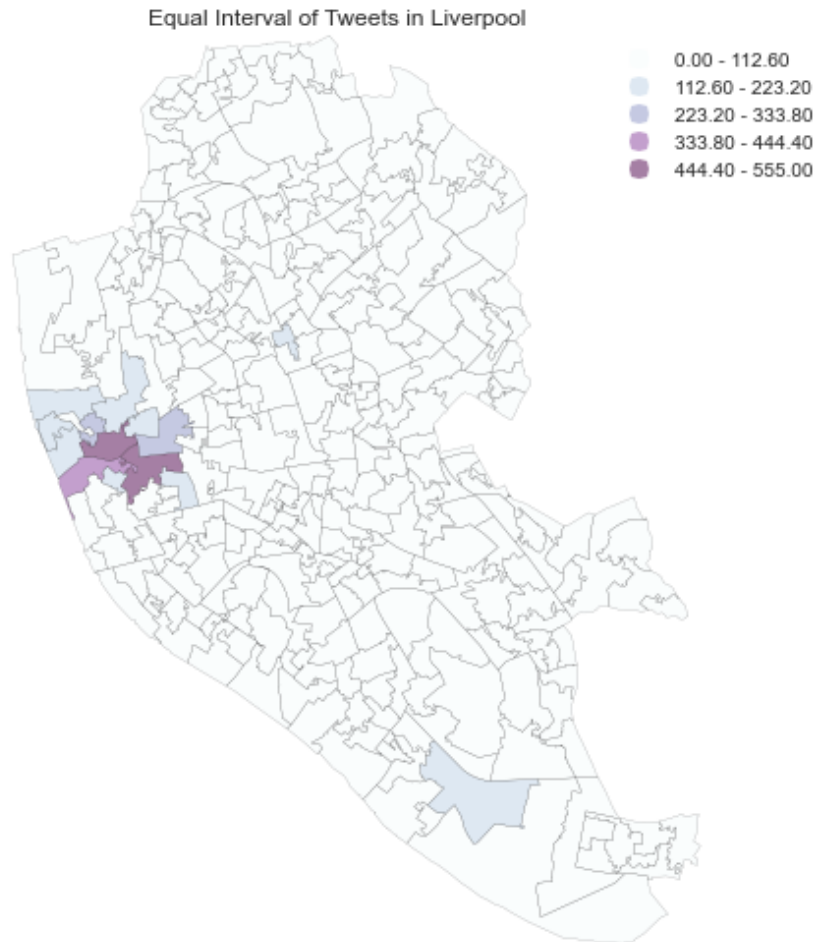 Equal Interval of Tweets in Liverpool
0.00 - 112.60
112.60 - 223.20
223.20 - 333.80
333.80 - 444.40
444.40 - 555.00